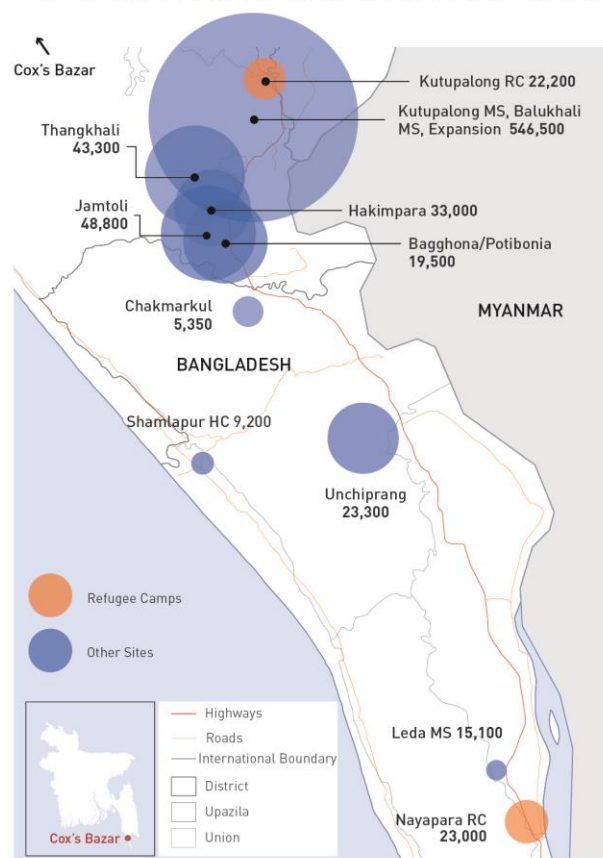 Cox's Bazar
Kutupalong RC 22,200
Kutupalong MS, Balukhali
MS, Expansion 546,500
Thangkhali
43,300
Hakimpara 33,000
Jamtoli
48,800
Bagghona/Potibonia
19,500
Chakmarkul
5,350
MYANMAR
BANGLADESH
Shamlapur HC 9,200
Unchiprang
23,300
Refugee Camps
Other Sites
Highways
Roads
International Boundary
District
Upazila
Union
Cox's Bazar
Leda MS 15,100
Nayapara RC
23,000